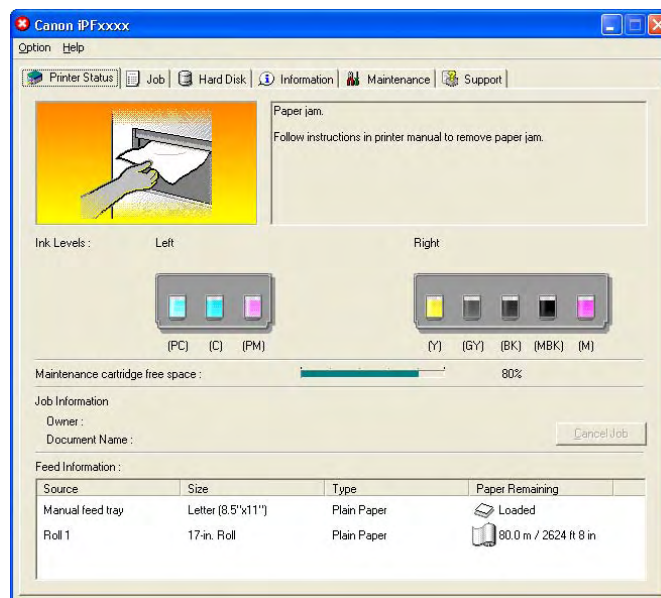 Canon iPFxxxx
Option Help
Printer Status Job Hard Disk Information Maintenance Support
Paper jam.
Follow instructions in printer manual to remove paper jam.
Ink Levels : Left Right
(PC) (C) (PM) (Y) (GY) (BK) (MBK) (M)
Maintenance cartridge free space : 80%
Job Information
Owner :
Document Name :
Cancel Job
Feed Information :
Source Size Type Paper Remaining
Manual feed tray Letter (8.5"x11") Plain Paper Loaded
Roll 1 17-in. Roll Plain Paper 80.0 m / 2624 ft 8 in